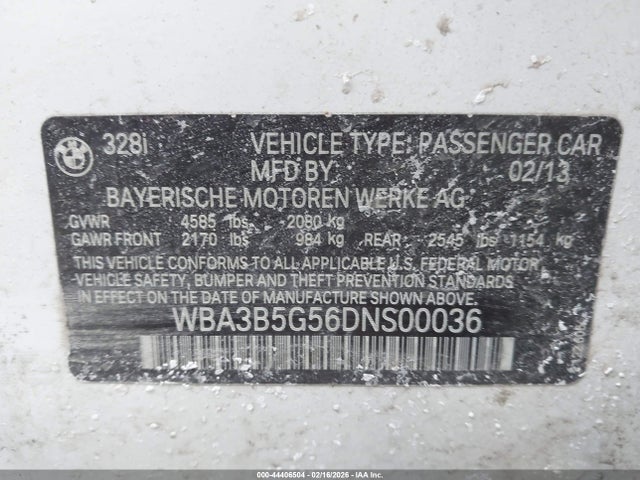 328i VEHICLE TYPE: PASSENGER CAR
MFD BY: 02/13
BAYERISCHE MOTOREN WERKE AG
GVWR 4585 lbs 2080 kg
GAWR FRONT 2170 lbs 984 kg REAR: 2545 lbs 1154 kg
THIS VEHICLE CONFORMS TO ALL APPLICABLE U.S. FEDERAL MOTOR
VEHICLE SAFETY, BUMPER AND THEFT PREVENTION STANDARDS
IN EFFECT ON THE DATE OF MANUFACTURE SHOWN ABOVE.
WBA3B5G56DNS00036
000-44406504 - 02/16/2026 - IAAI INC.